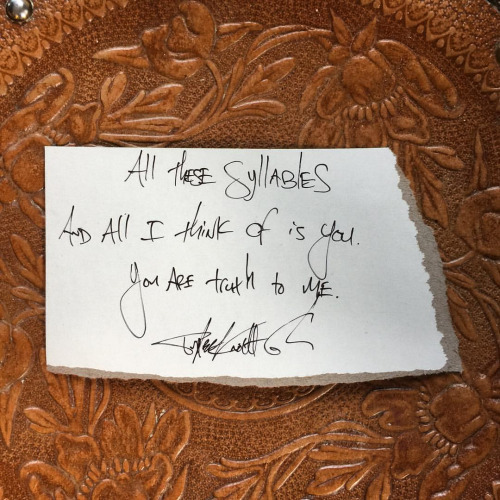 All these Syllables
And All I think of is you.
You Are truth to me.